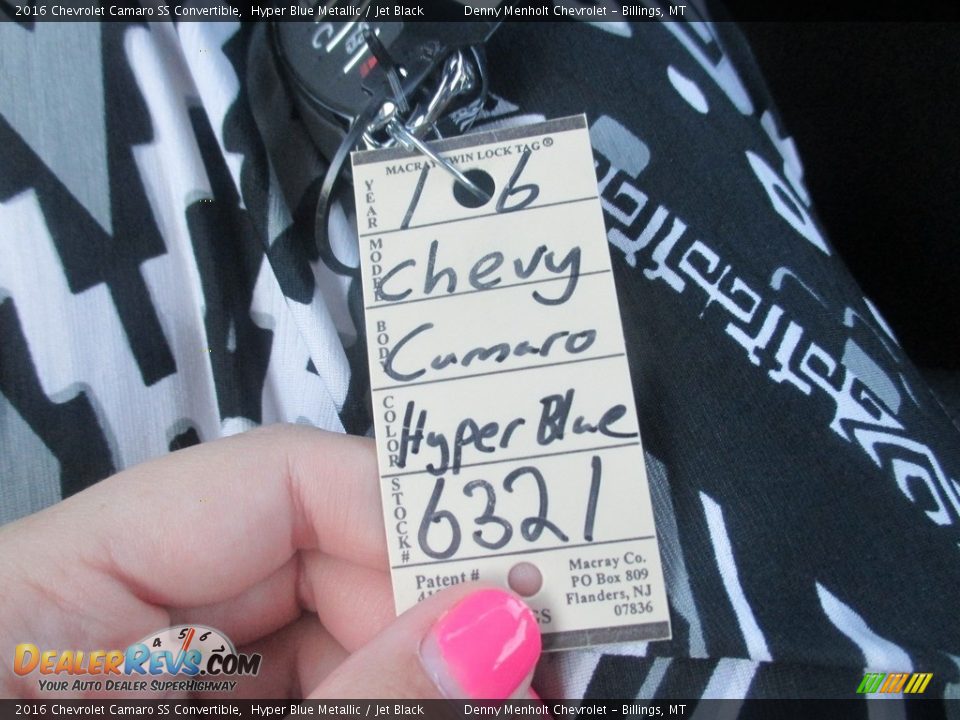 2016 Chevrolet Camaro SS Convertible, Hyper Blue Metallic / Jet Black Denny Menholt Chevrolet – Billings, MT
MACRAY TWIN LOCK TAG®
YEAR 16
MODEL Chevy
BODY Camaro
COLOR Hyper Blue
STOCK# 6321
Patent #
Macray Co.
PO Box 809
Flanders, NJ
07836
4 5 6
DEALERREVS.COM
YOUR AUTO DEALER SUPERHIGHWAY
2016 Chevrolet Camaro SS Convertible, Hyper Blue Metallic / Jet Black Denny Menholt Chevrolet – Billings, MT